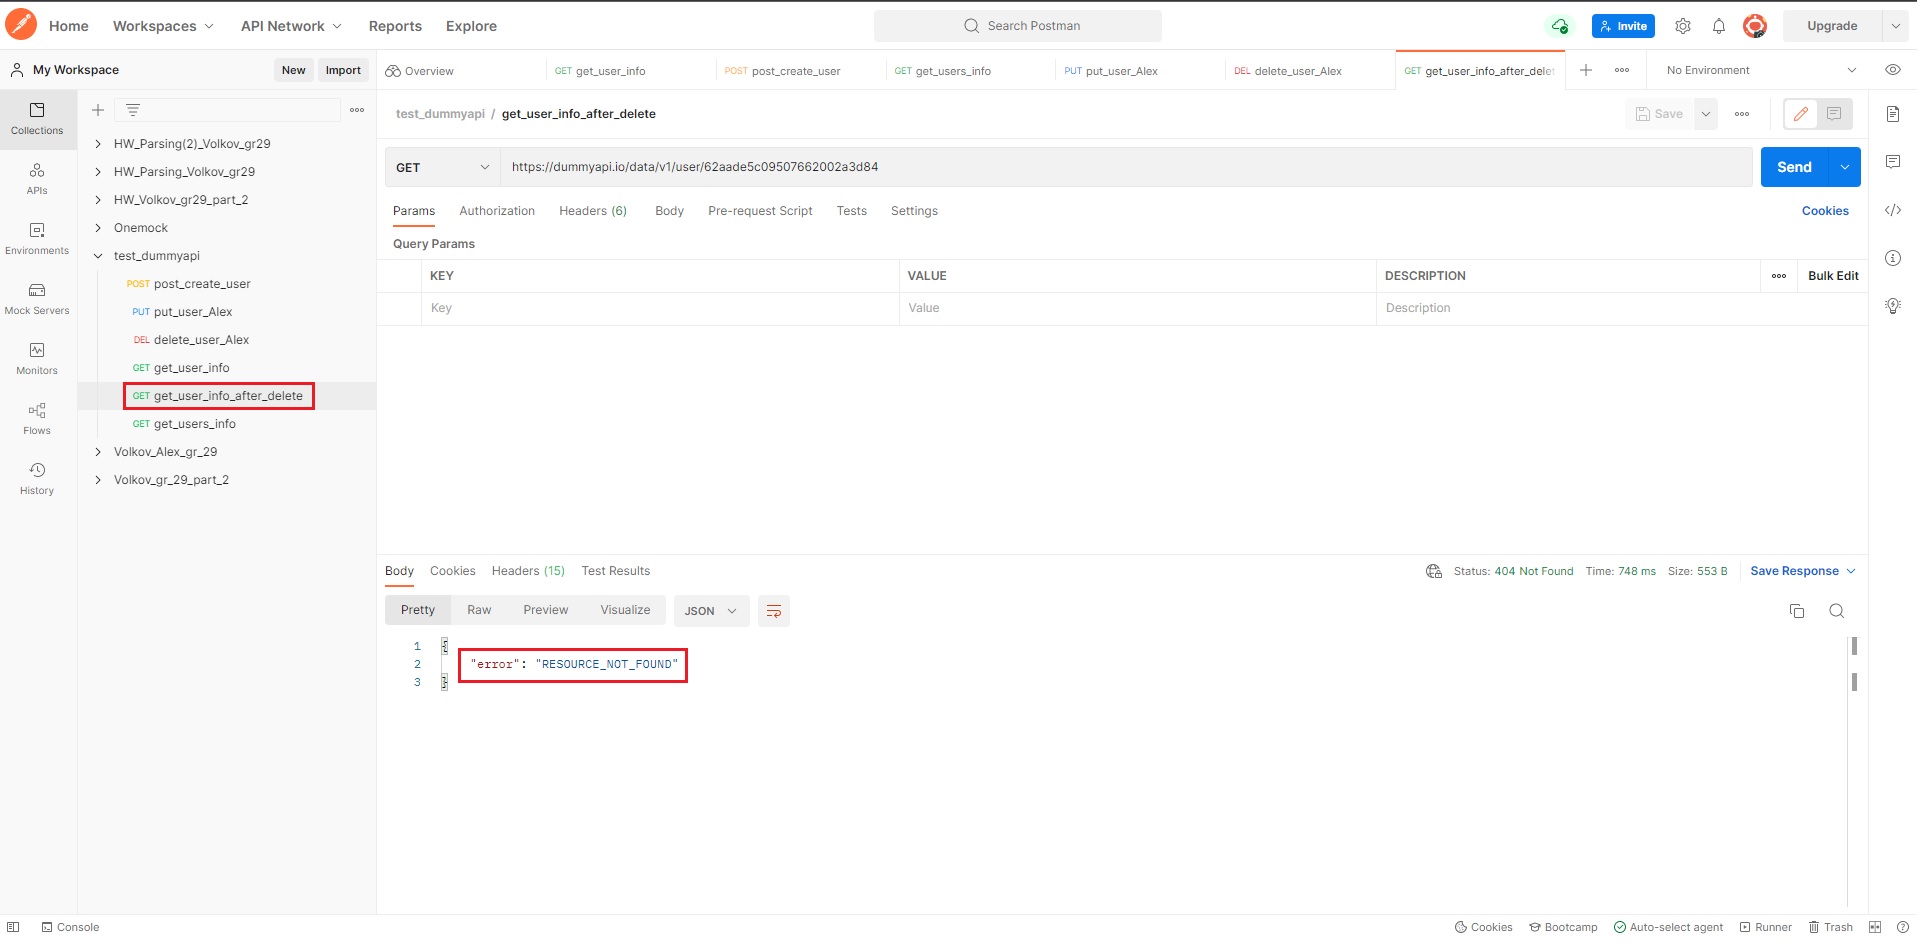 Home Workspaces API Network Reports Explore Search Postman Invite Upgrade
My Workspace New Import Overview GET get_user_info POST post_create_user GET get_users_info PUT put_user_Alex DEL delete_user_Alex GET get_user_info_after_delet No Environment
Collections
APIs
Environments
Mock Servers
Monitors
Flows
History
HW_Parsing(2)_Volkov_gr29
HW_Parsing_Volkov_gr29
HW_Volkov_gr29_part_2
Onemock
test_dummyapi
POST post_create_user
PUT put_user_Alex
DEL delete_user_Alex
GET get_user_info
GET get_user_info_after_delete
GET get_users_info
Volkov_Alex_gr_29
Volkov_gr_29_part_2
test_dummyapi / get_user_info_after_delete Save
GET https://dummyapi.io/data/v1/user/62aade5c09507662002a3d84 Send
Params Authorization Headers (6) Body Pre-request Script Tests Settings Cookies
Query Params
KEY VALUE DESCRIPTION Bulk Edit
Key Value Description
Body Cookies Headers (15) Test Results Status: 404 Not Found Time: 748 ms Size: 553 B Save Response
Pretty Raw Preview Visualize JSON
1 {
2 "error": "RESOURCE_NOT_FOUND"
3 }
Console Cookies Bootcamp Auto-select agent Runner Trash